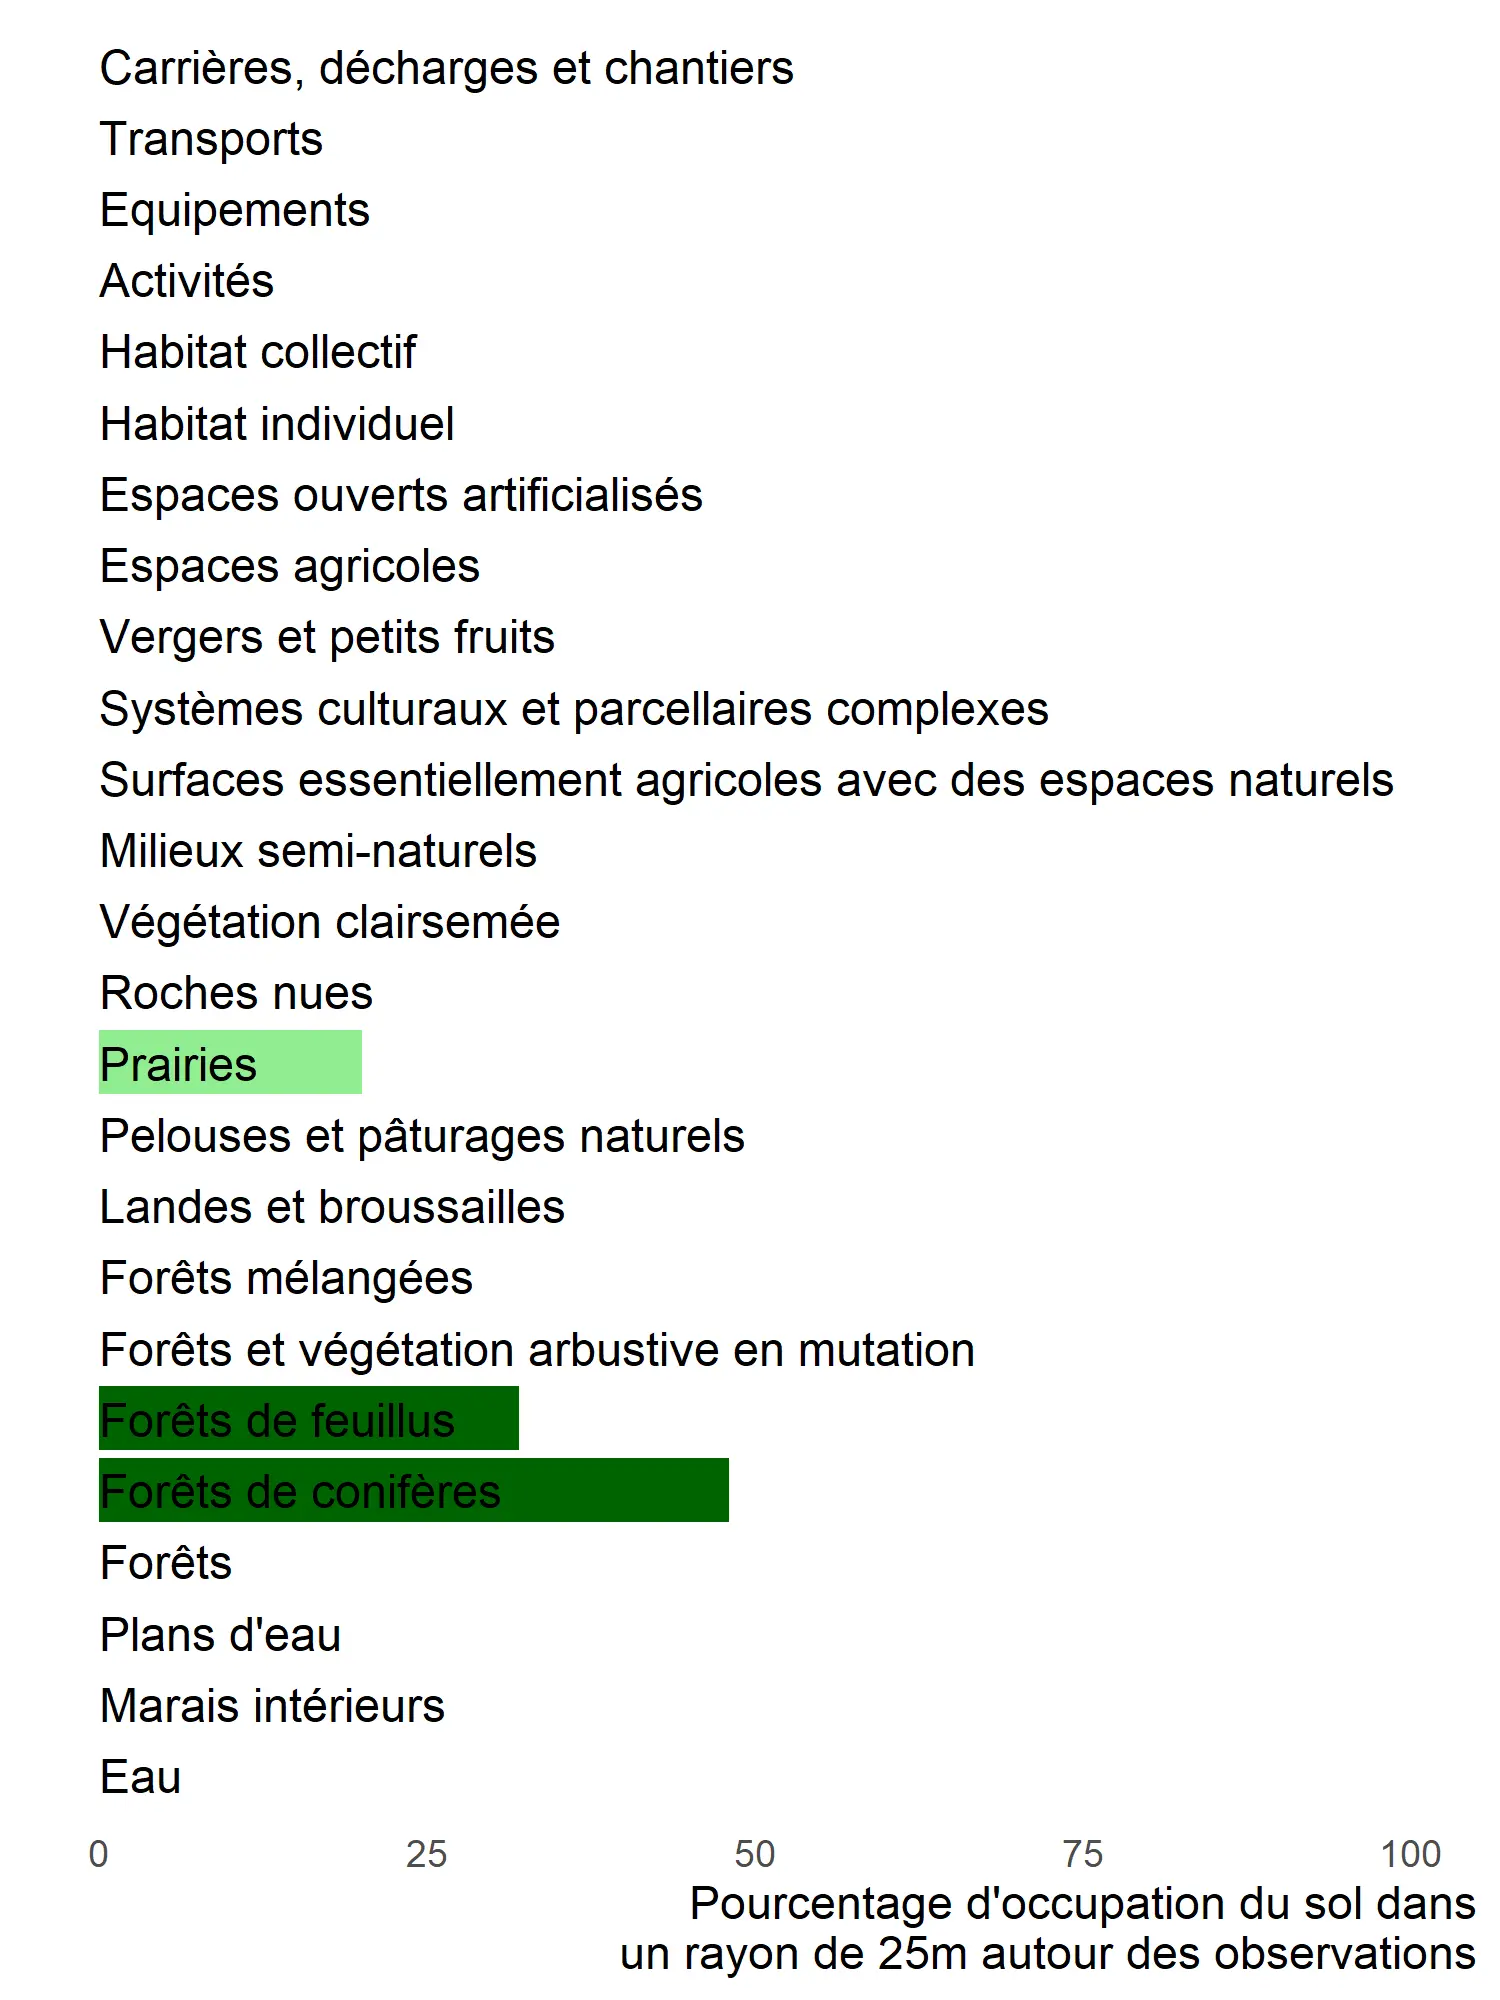 Carrières, décharges et chantiers
Transports
Equipements
Activités
Habitat collectif
Habitat individuel
Espaces ouverts artificialisés
Espaces agricoles
Vergers et petits fruits
Systèmes culturaux et parcellaires complexes
Surfaces essentiellement agricoles avec des espaces naturels
Milieux semi-naturels
Végétation clairsemée
Roches nues
Prairies
Pelouses et pâturages naturels
Landes et broussailles
Forêts mélangées
Forêts et végétation arbustive en mutation
Forêts de feuillus
Forêts de conifères
Forêts
Plans d'eau
Marais intérieurs
Eau
0 25 50 75 100
Pourcentage d'occupation du sol dans
un rayon de 25m autour des observations